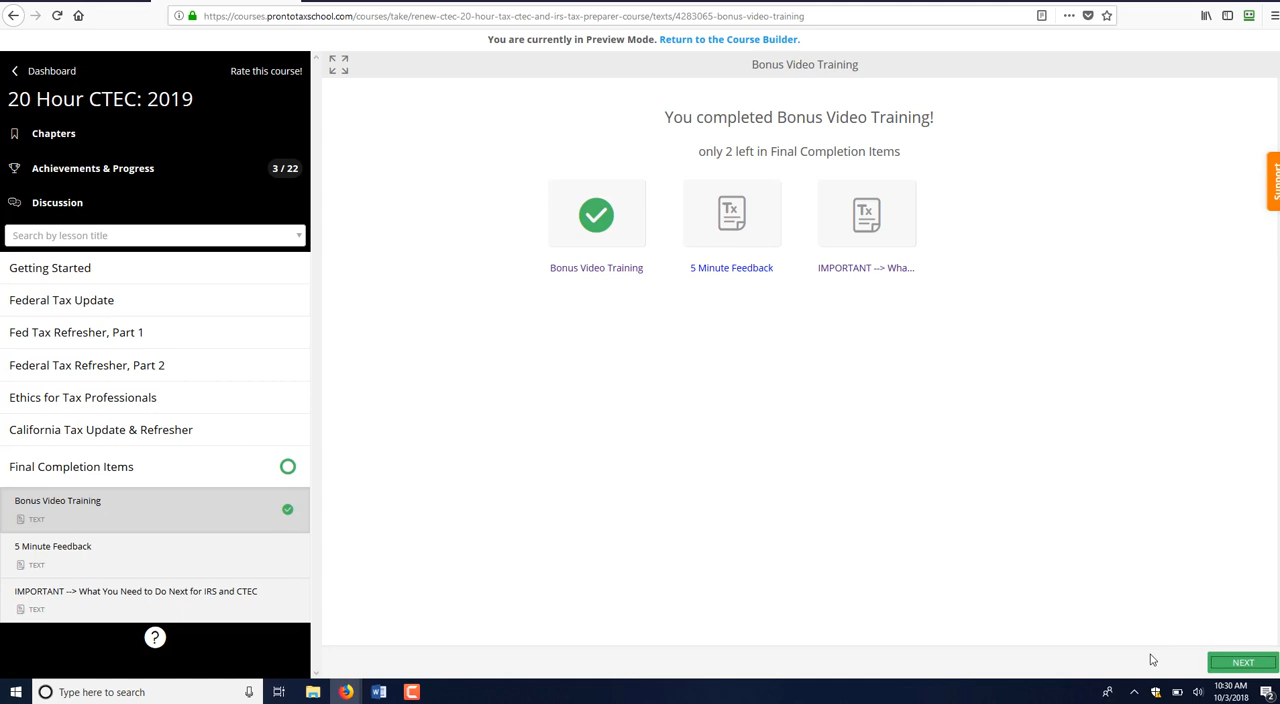 https://courses.prontotaxschool.com/courses/take/renew-ctec-20-hour-tax-ctec-and-irs-tax-preparer-course/texts/4283065-bonus-video-training
You are currently in Preview Mode. Return to the Course Builder.
Dashboard
Rate this course!
20 Hour CTEC: 2019
Chapters
Achievements & Progress
3 / 22
Discussion
Search by lesson title
Getting Started
Federal Tax Update
Fed Tax Refresher, Part 1
Federal Tax Refresher, Part 2
Ethics for Tax Professionals
California Tax Update & Refresher
Final Completion Items
Bonus Video Training
TEXT
5 Minute Feedback
TEXT
IMPORTANT --> What You Need to Do Next for IRS and CTEC
TEXT
?
Bonus Video Training
You completed Bonus Video Training!
only 2 left in Final Completion Items
Tx
Tx
Bonus Video Training
5 Minute Feedback
IMPORTANT --> Wha...
Support
NEXT
Type here to search
10:30 AM
10/3/2018
2